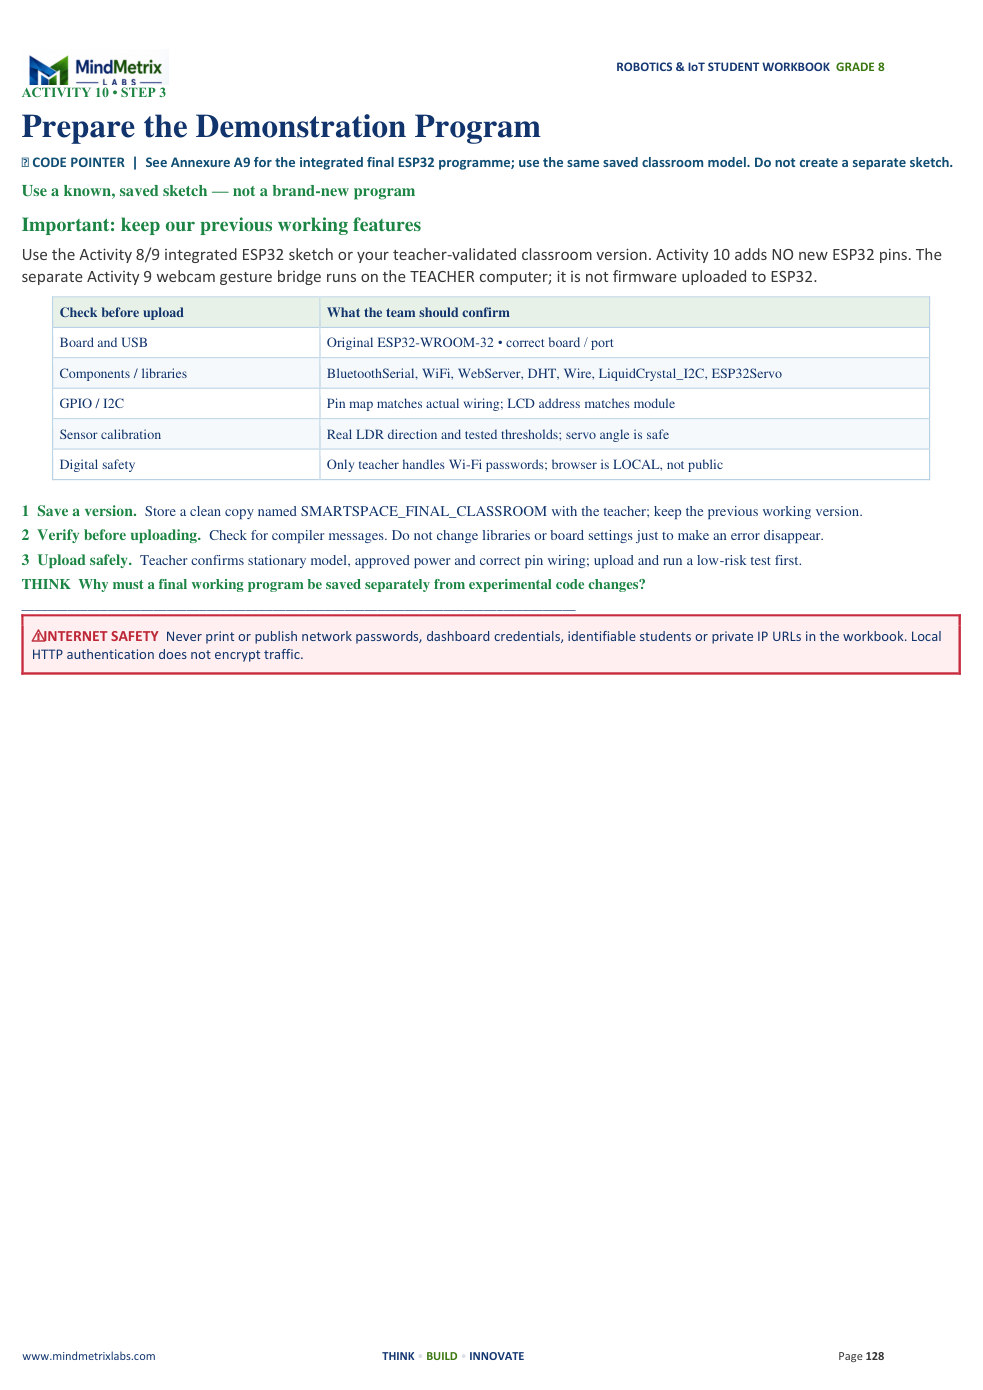 MindMetrix
LABS
ROBOTICS & IoT STUDENT WORKBOOK GRADE 8
ACTIVITY 10 • STEP 3
Prepare the Demonstration Program
CODE POINTER | See Annexure A9 for the integrated final ESP32 programme; use the same saved classroom model. Do not create a separate sketch.
Use a known, saved sketch — not a brand-new program
Important: keep our previous working features
Use the Activity 8/9 integrated ESP32 sketch or your teacher-validated classroom version. Activity 10 adds NO new ESP32 pins. The
separate Activity 9 webcam gesture bridge runs on the TEACHER computer; it is not firmware uploaded to ESP32.
Check before upload What the team should confirm
Board and USB Original ESP32-WROOM-32 • correct board / port
Components / libraries BluetoothSerial, WiFi, WebServer, DHT, Wire, LiquidCrystal_I2C, ESP32Servo
GPIO / I2C Pin map matches actual wiring; LCD address matches module
Sensor calibration Real LDR direction and tested thresholds; servo angle is safe
Digital safety Only teacher handles Wi-Fi passwords; browser is LOCAL, not public
1 Save a version. Store a clean copy named SMARTSPACE_FINAL_CLASSROOM with the teacher; keep the previous working version.
2 Verify before uploading. Check for compiler messages. Do not change libraries or board settings just to make an error disappear.
3 Upload safely. Teacher confirms stationary model, approved power and correct pin wiring; upload and run a low-risk test first.
THINK Why must a final working program be saved separately from experimental code changes?
⚠INTERNET SAFETY Never print or publish network passwords, dashboard credentials, identifiable students or private IP URLs in the workbook. Local
HTTP authentication does not encrypt traffic.
www.mindmetrixlabs.com THINK • BUILD • INNOVATE Page 128